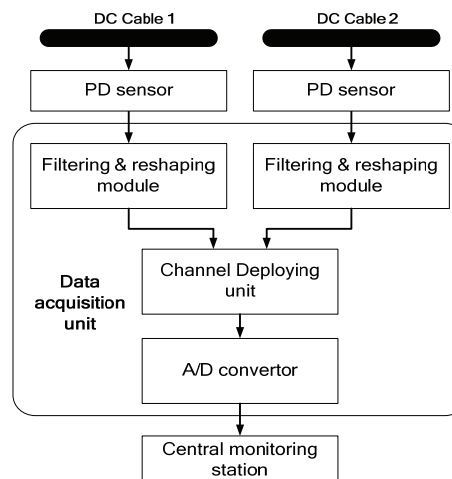 DC Cable 1
DC Cable 2
PD sensor
PD sensor
Filtering & reshaping
module
Filtering & reshaping
module
Channel Deploying
unit
Data
acquisition
unit
A/D convertor
Central monitoring
station